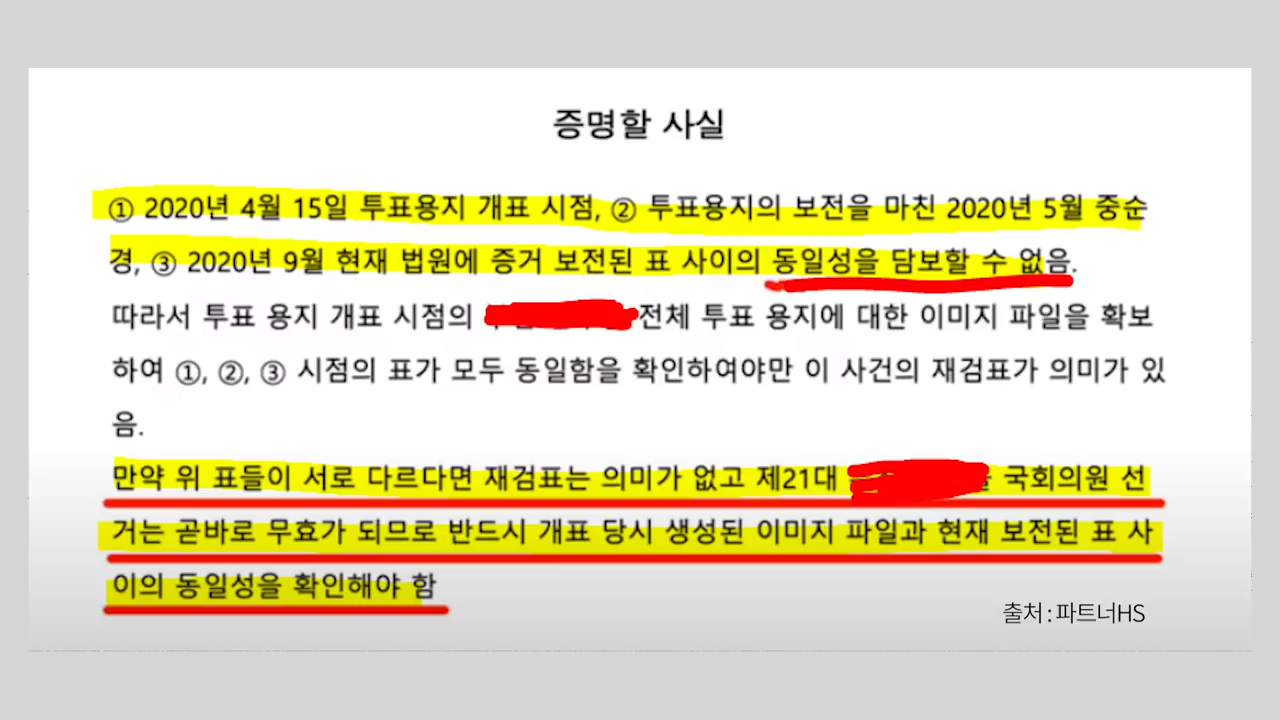 증명할 사실
① 2020년 4월 15일 투표용지 개표 시점, ② 투표용지의 보전을 마친 2020년 5월 중순
경, ③ 2020년 9월 현재 법원에 증거 보전된 표 사이의 동일성을 담보할 수 없음.
따라서 투표 용지 개표 시점의 전체 투표 용지에 대한 이미지 파일을 확보
하여 ①, ②, ③ 시점의 표가 모두 동일함을 확인하여야만 이 사건의 재검표가 의미가 있
음.
만약 위 표들이 서로 다르다면 재검표는 의미가 없고 제21대 국회의원 선
거는 곧바로 무효가 되므로 반드시 개표 당시 생성된 이미지 파일과 현재 보전된 표 사
이의 동일성을 확인해야 함
출처 : 파트너HS